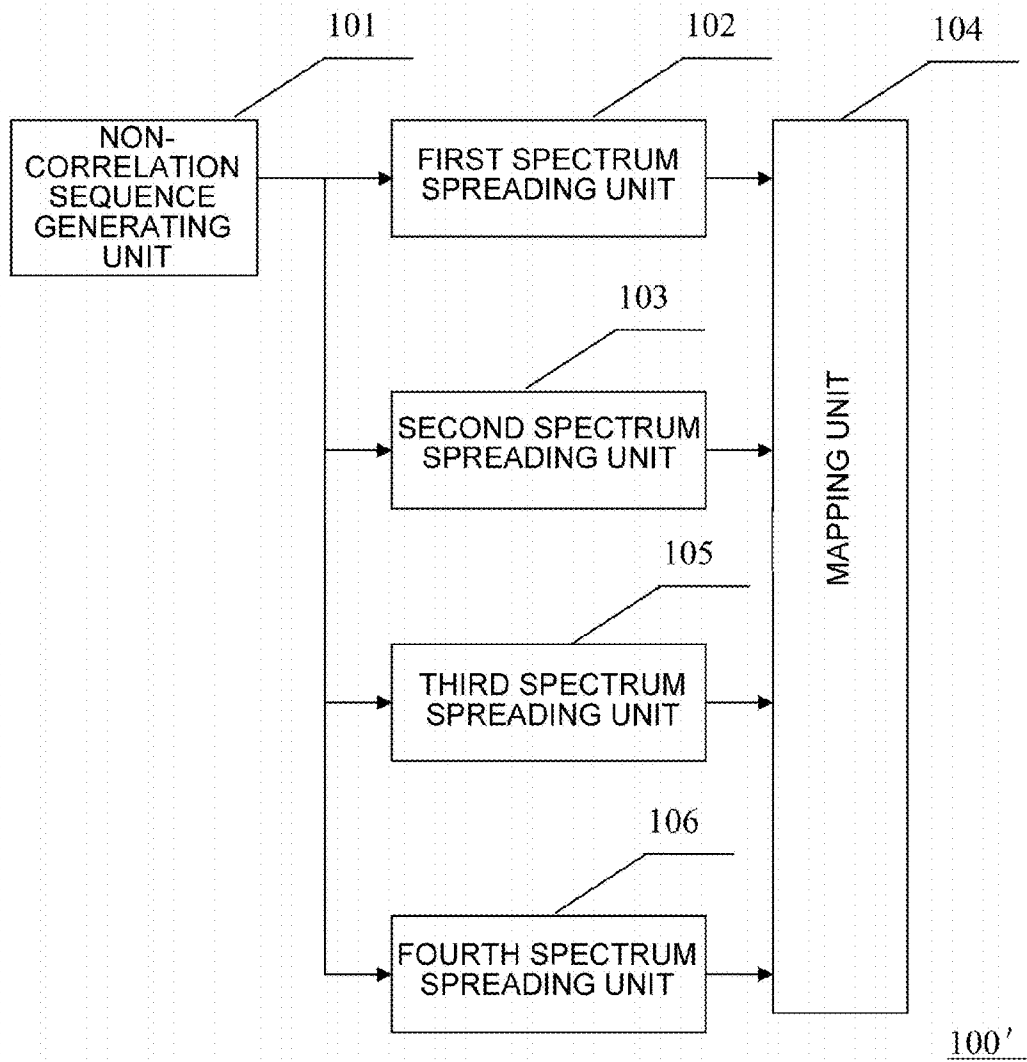 101
102
104
NON-
CORRELATION
SEQUENCE
GENERATING
UNIT
FIRST SPECTRUM
SPREADING UNIT
103
SECOND SPECTRUM
SPREADING UNIT
MAPPING UNIT
105
THIRD SPECTRUM
SPREADING UNIT
106
FOURTH SPECTRUM
SPREADING UNIT
100'